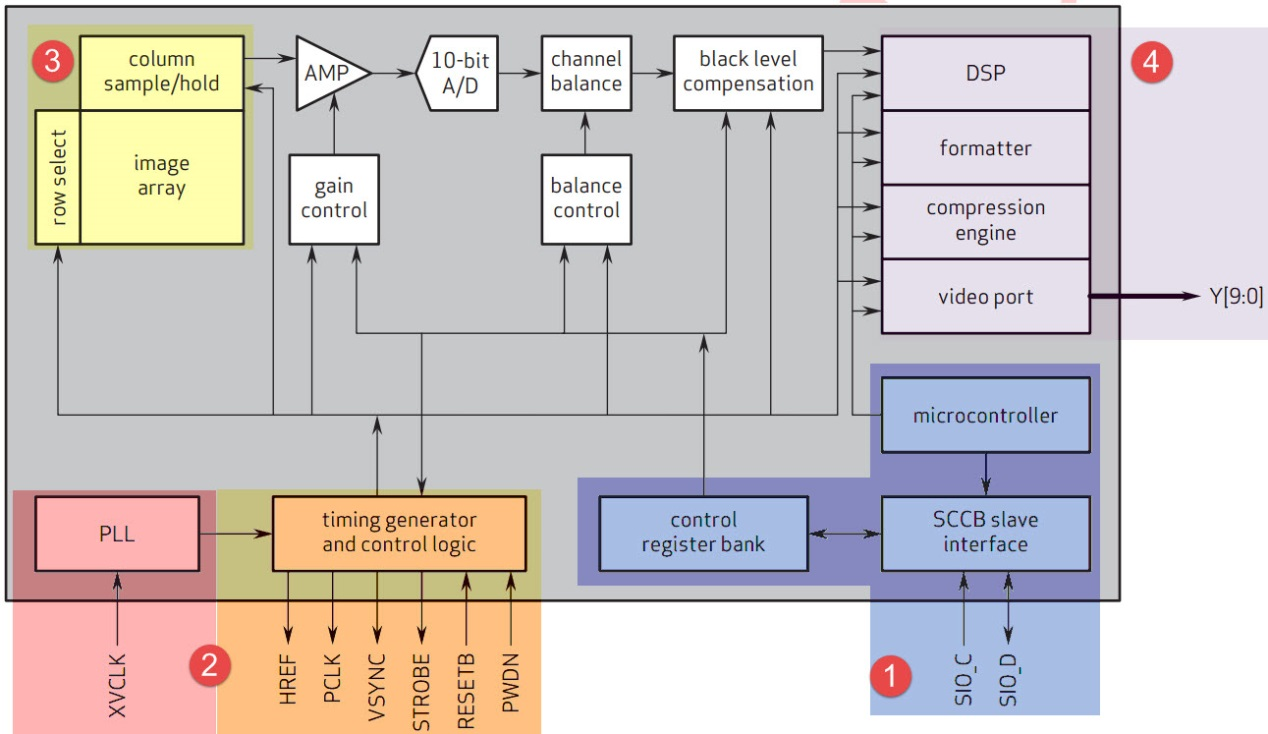 3
column
sample/hold
row select
image
array
AMP
10-bit
A/D
channel
balance
black level
compensation
gain
control
balance
control
DSP
formatter
compression
engine
video port
4
Y[9:0]
microcontroller
PLL
timing generator
and control logic
control
register bank
SCCB slave
interface
XVCLK
2
HREF
PCLK
VSYNC
STROBE
RESETB
PWDN
1
SIO_C
SIO_D